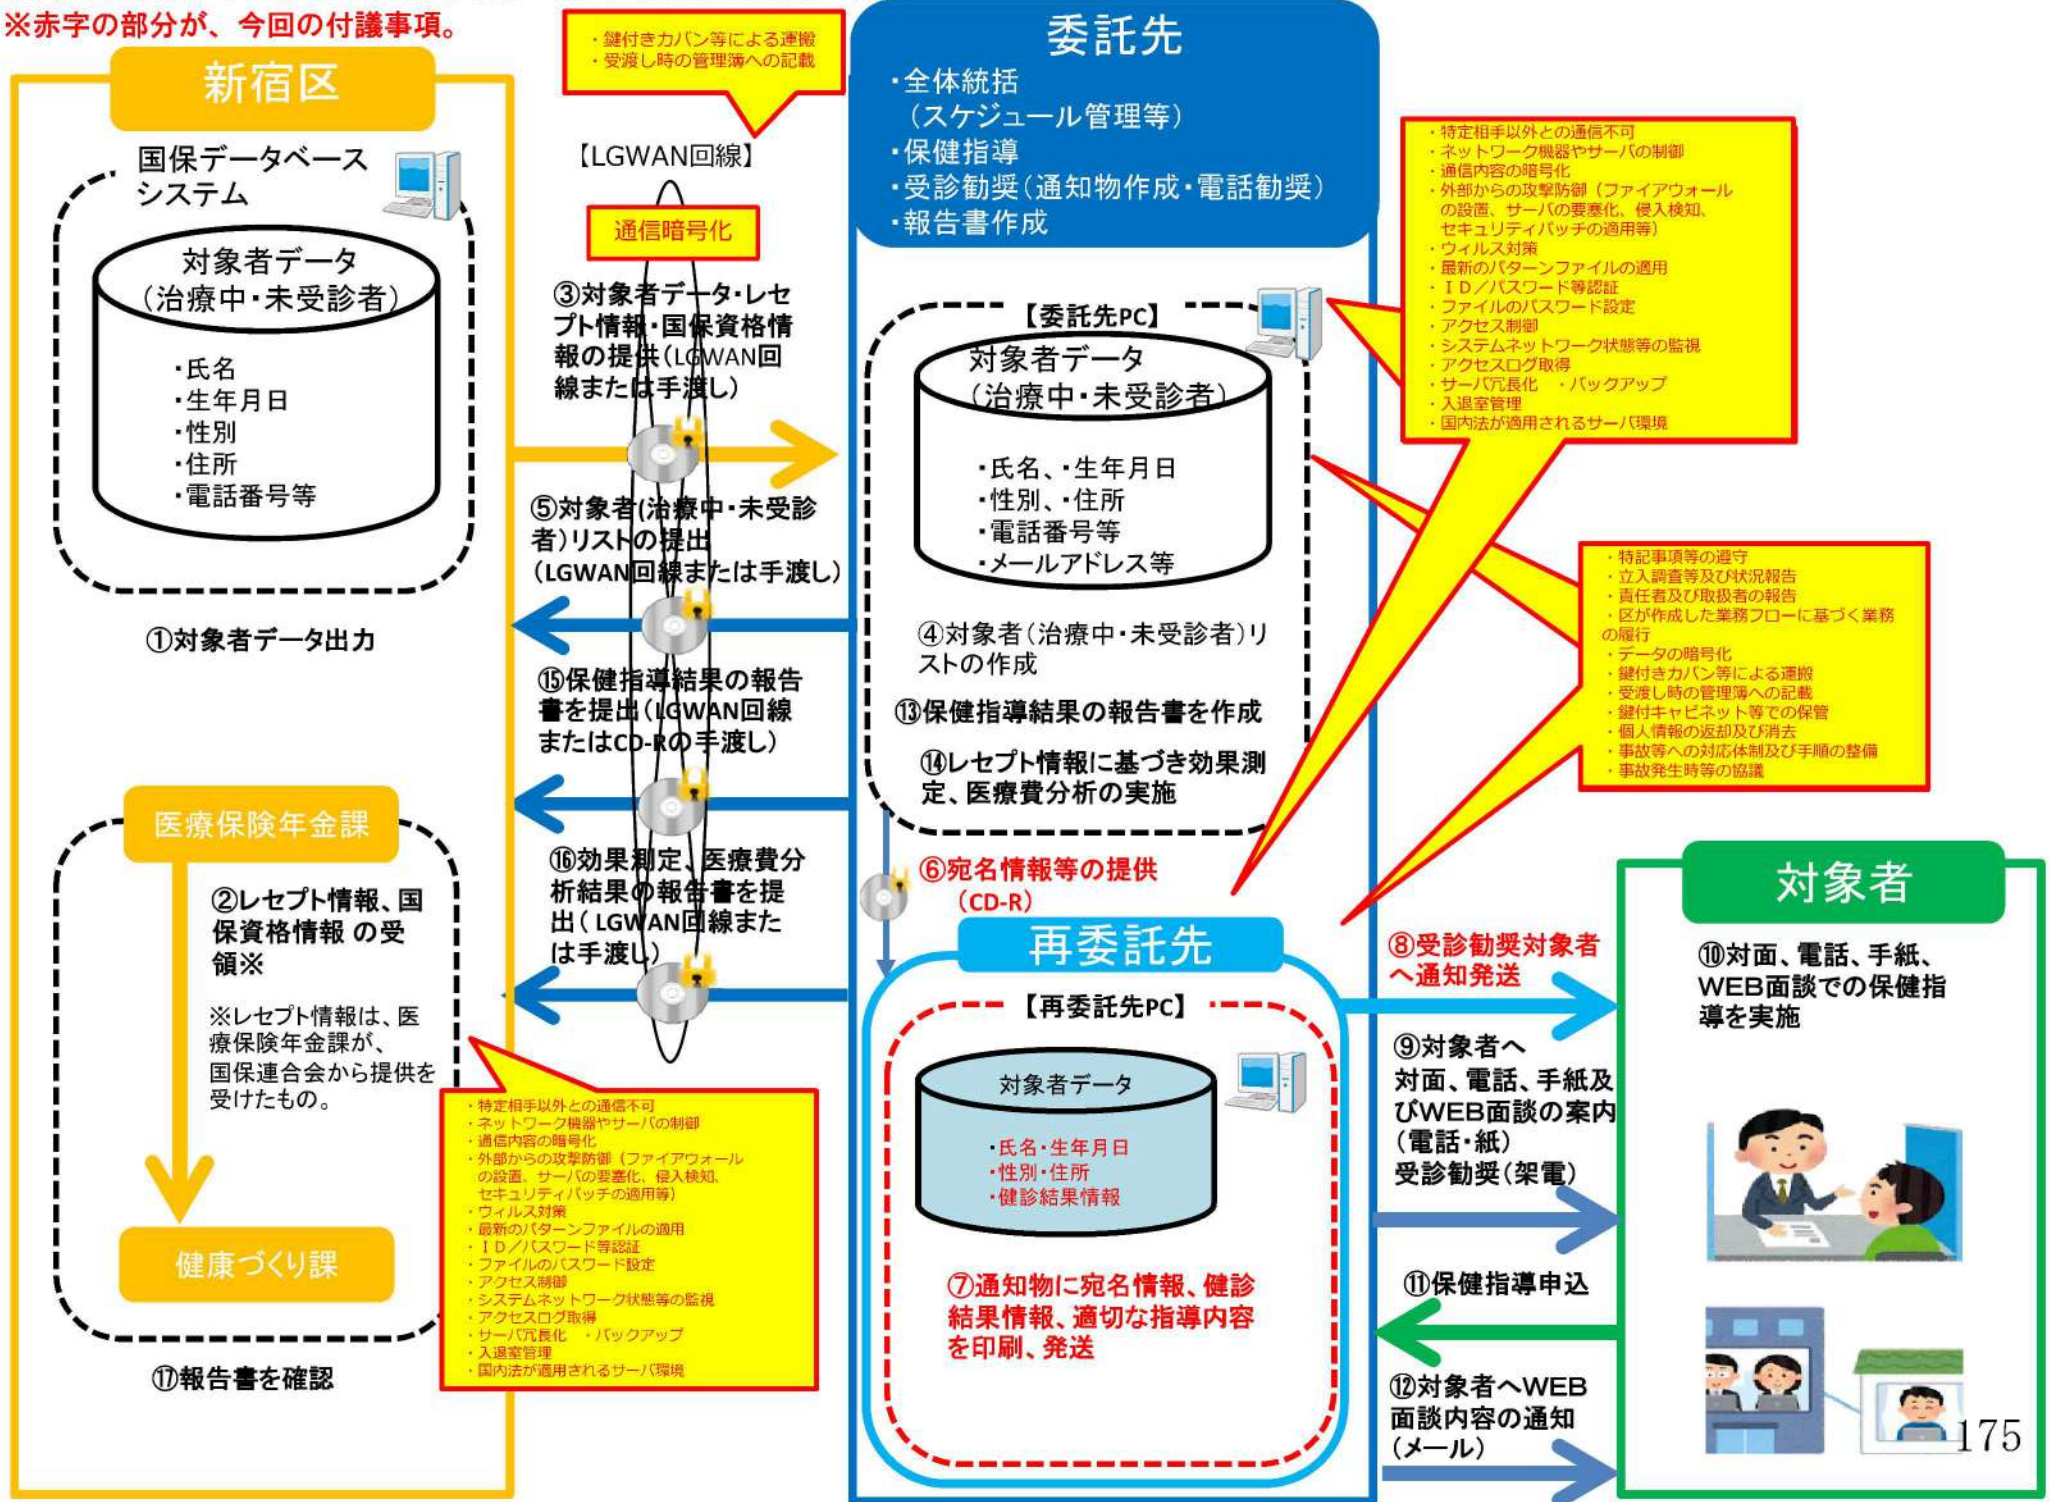 ※赤字の部分が、今回の付議事項。
新宿区
国保データベース
システム
対象者データ
（治療中・未受診者）
・氏名
・生年月日
・性別
・住所
・電話番号等
①対象者データ出力
医療保険年金課
②レセプト情報、国
保資格情報 の受
領※
※レセプト情報は、医
療保険年金課が、
国保連合会から提供を
受けたもの。
健康づくり課
⑰報告書を確認
・鍵付きカバン等による運搬
・受渡し時の管理簿への記載
【LGWAN回線】
通信暗号化
③対象者データ・レセ
プト情報・国保資格情
報の提供（LGWAN回
線または手渡し）
⑤対象者(治療中・未受診
者）リストの提出
（LGWAN回線または手渡し）
⑮保健指導結果の報告
書を提出（LGWAN回線
またはCD-Rの手渡し）
⑯効果測定、医療費分
析結果の報告書を提
出（ LGWAN回線また
は手渡し）
・特定相手以外との通信不可
・ネットワーク機器やサーバの制御
・通信内容の暗号化
・外部からの攻撃防御（ファイアウォール
の設置、サーバの要塞化、侵入検知、
セキュリティパッチの適用等）
・ウィルス対策
・最新のパターンファイルの適用
・ＩＤ／パスワード等認証
・ファイルのパスワード設定
・アクセス制御
・システムネットワーク状態等の監視
・アクセスログ取得
・サーバ冗長化　・バックアップ
・入退室管理
・国内法が適用されるサーバ環境
委託先
・全体統括
（スケジュール管理等）
・保健指導
・受診勧奨（通知物作成・電話勧奨）
・報告書作成
【委託先PC】
対象者データ
（治療中・未受診者）
・氏名、・生年月日
・性別、・住所
・電話番号等
・メールアドレス等
④対象者（治療中・未受診者）リ
ストの作成
⑬保健指導結果の報告書を作成
⑭レセプト情報に基づき効果測
定、医療費分析の実施
⑥宛名情報等の提供
（CD-R）
再委託先
【再委託先PC】
対象者データ
・氏名・生年月日
・性別・住所
・健診結果情報
⑦通知物に宛名情報、健診
結果情報、適切な指導内容
を印刷、発送
・特定相手以外との通信不可
・ネットワーク機器やサーバの制御
・通信内容の暗号化
・外部からの攻撃防御（ファイアウォール
の設置、サーバの要塞化、侵入検知、
セキュリティパッチの適用等）
・ウィルス対策
・最新のパターンファイルの適用
・ＩＤ／パスワード等認証
・ファイルのパスワード設定
・アクセス制御
・システムネットワーク状態等の監視
・アクセスログ取得
・サーバ冗長化　・バックアップ
・入退室管理
・国内法が適用されるサーバ環境
・特記事項等の遵守
・立入調査等及び状況報告
・責任者及び取扱者の報告
・区が作成した業務フローに基づく業務
の履行
・データの暗号化
・鍵付きカバン等による運搬
・受渡し時の管理簿への記載
・鍵付キャビネット等での保管
・個人情報の返却及び消去
・事故等への対応体制及び手順の整備
・事故発生時等の協議
⑧受診勧奨対象者
へ通知発送
⑨対象者へ
対面、電話、手紙及
びWEB面談の案内
（電話・紙）
受診勧奨（架電）
⑪保健指導申込
⑫対象者へWEB
面談内容の通知
（メール）
対象者
⑩対面、電話、手紙、
WEB面談での保健指
導を実施
175